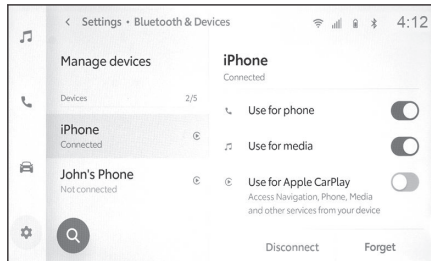 < Settings • Bluetooth & Devices
4:12
Manage devices
Devices 2/5
iPhone
Connected
John's Phone
Not connected
iPhone
Connected
Use for phone
Use for media
Use for Apple CarPlay
Access Navigation, Phone, Media
and other services from your device
Disconnect Forget